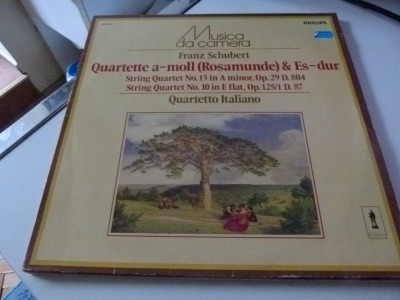 PHILIPS
Musica
da camera
Franz Schubert
Quartette a-moll (Rosamunde) & Es-dur
String Quartet No. 13 in A minor, Op. 29 D. 804
String Quartet No. 10 in E flat, Op. 125/1 D. 87
Quartetto Italiano